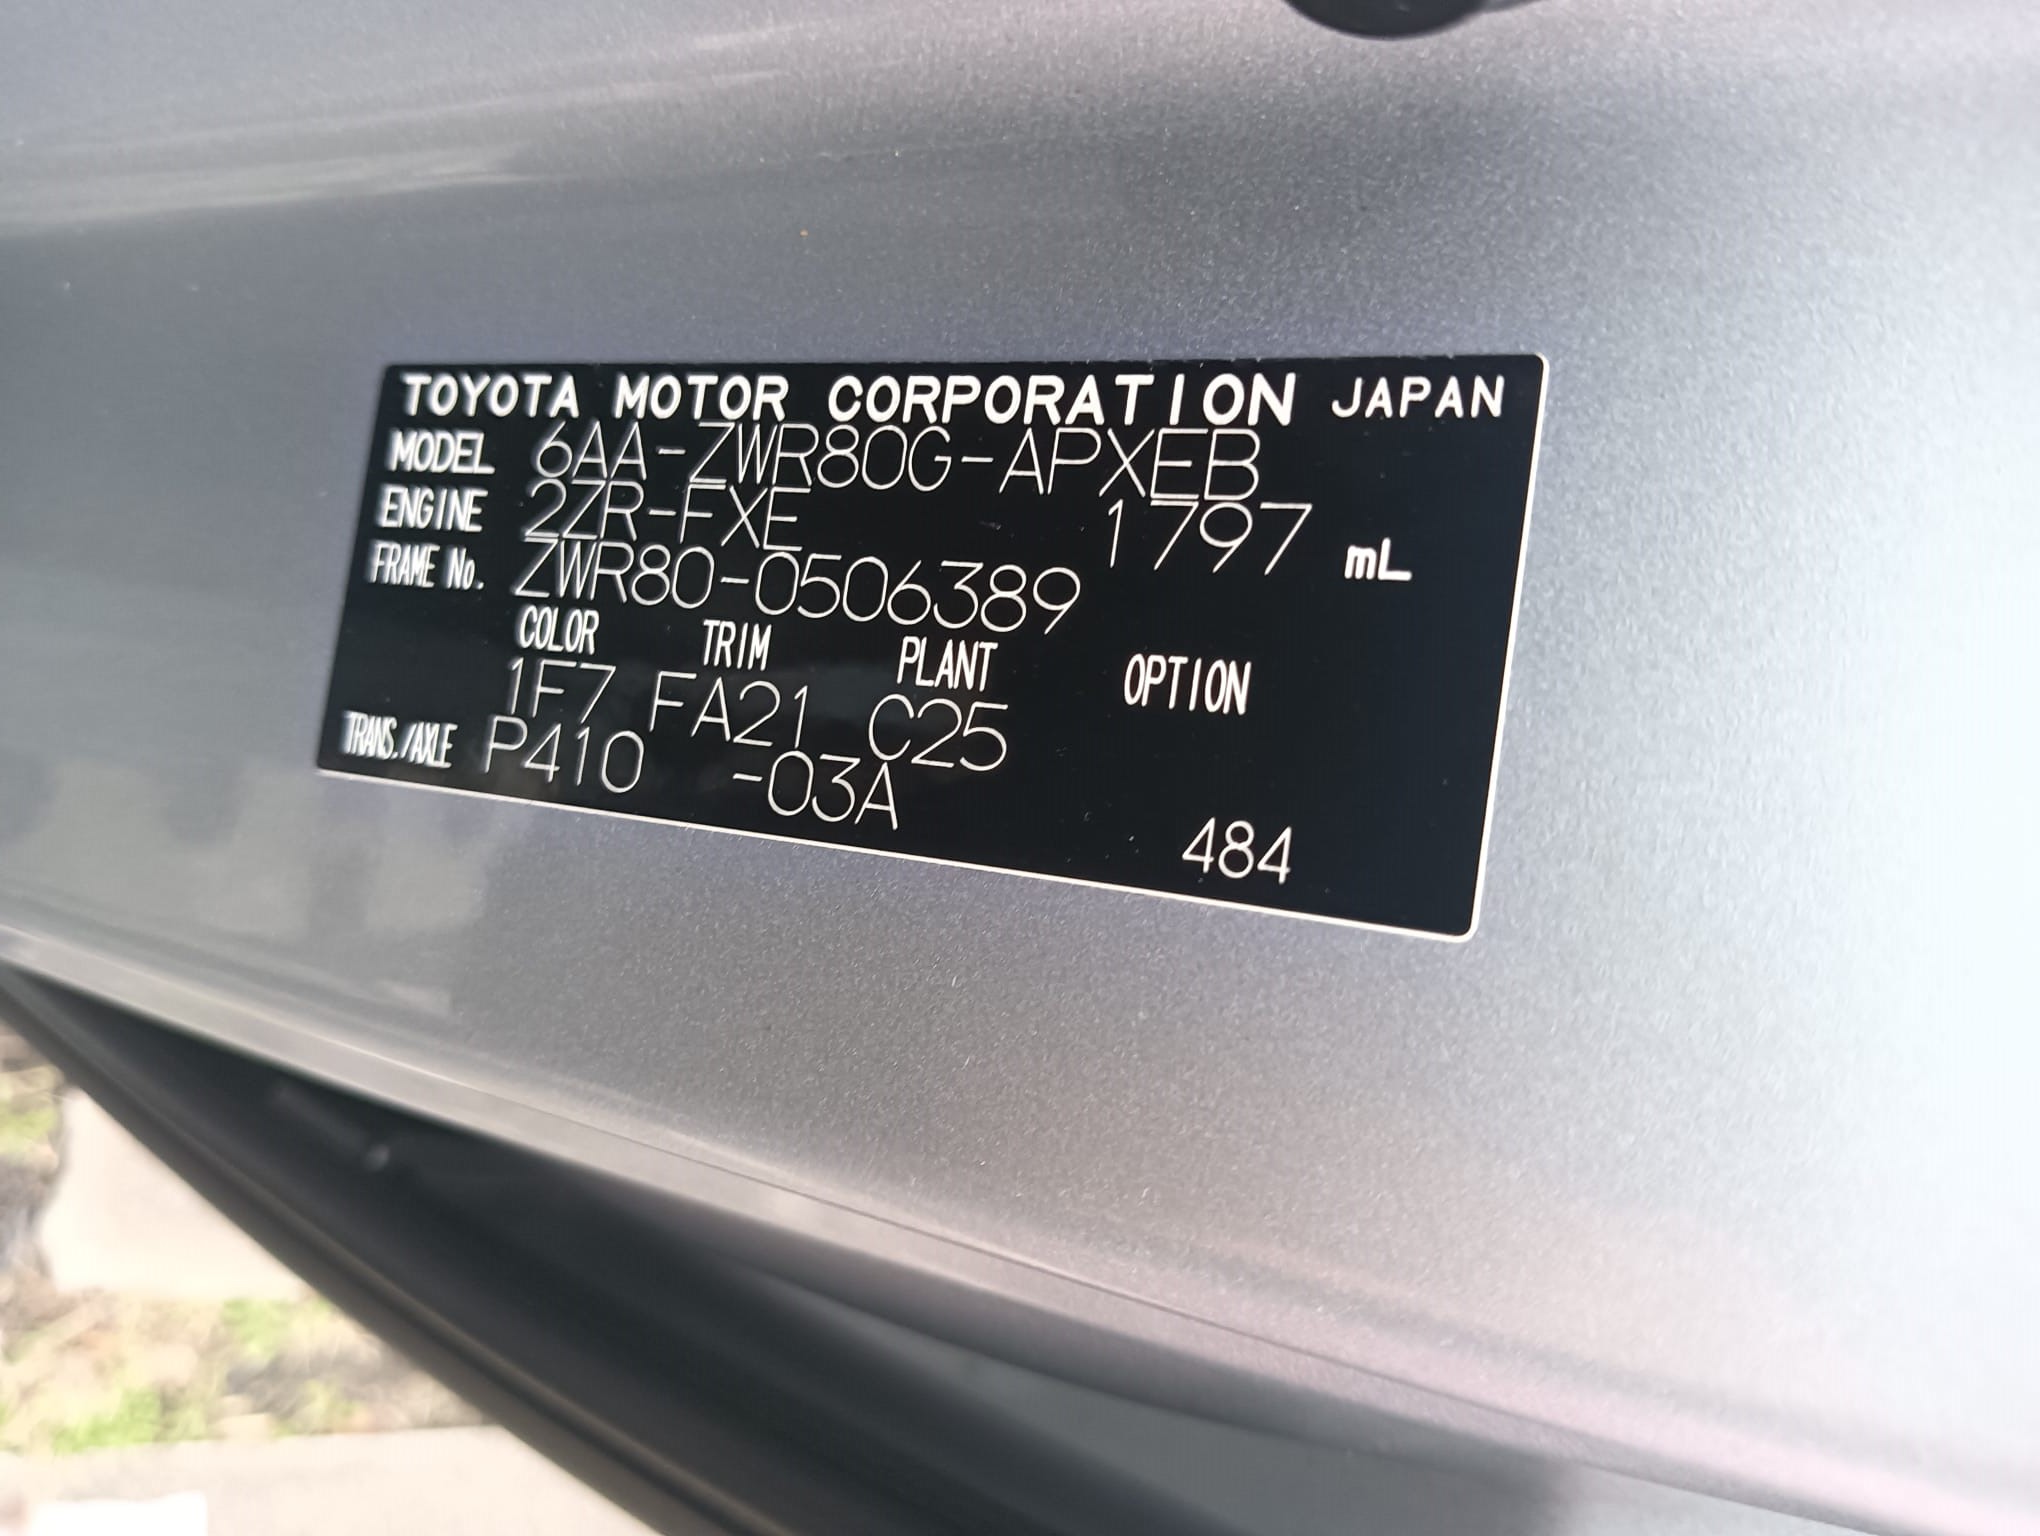 TOYOTA MOTOR CORPORATION JAPAN
MODEL 6AA-ZWR80G-APXEB
ENGINE 2ZR-FXE 1797 mL
FRAME No. ZWR80-0506389
COLOR TRIM PLANT OPTION
1F7 FA21 C25
TRANS./AXLE P410 -03A
484